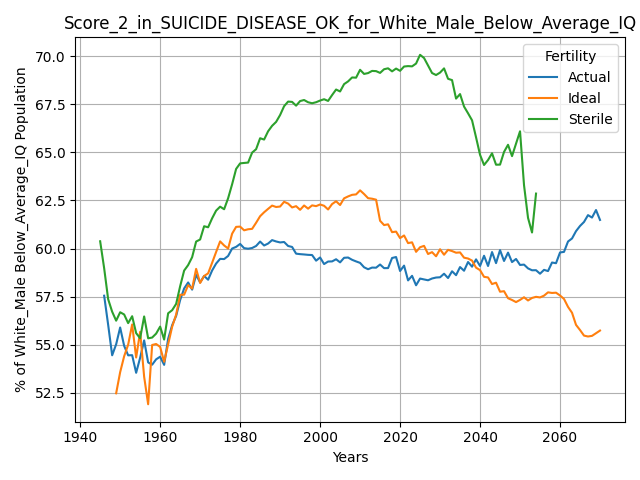 Score_2_in_SUICIDE_DISEASE_OK_for_White_Male_Below_Average_IQ
% of White_Male Below_Average_IQ Population
70.0
67.5
65.0
62.5
60.0
57.5
55.0
52.5
Fertility
Actual
Ideal
Sterile
1940 1960 1980 2000 2020 2040 2060
Years